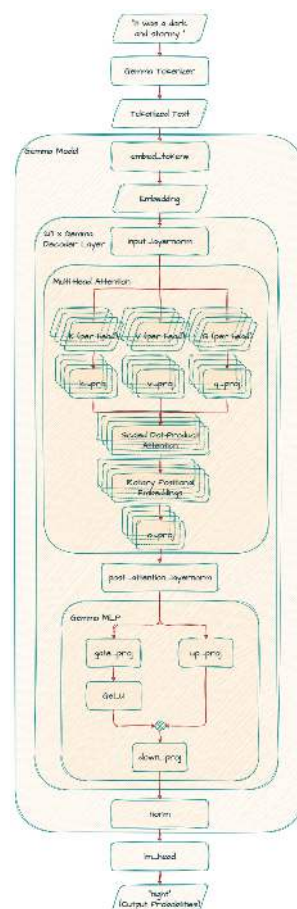 "It was a dark
and stormy "
Gemma Tokenizer
Tokenized Text
Gemma Model
embed_tokens
Embedding
Gemma
Decoder Layer
input_layernorm
Multi-Head Attention
K (per head)
V (per head)
Q (per head)
k_proj
v_proj
q_proj
Scaled Dot-Product
Attention
Rotary Positional
Embeddings
o_proj
post_attention_layernorm
Gemma MLP
gate_proj
up_proj
GeLU
down_proj
norm
lm_head
"night"
(Output Probabilities)